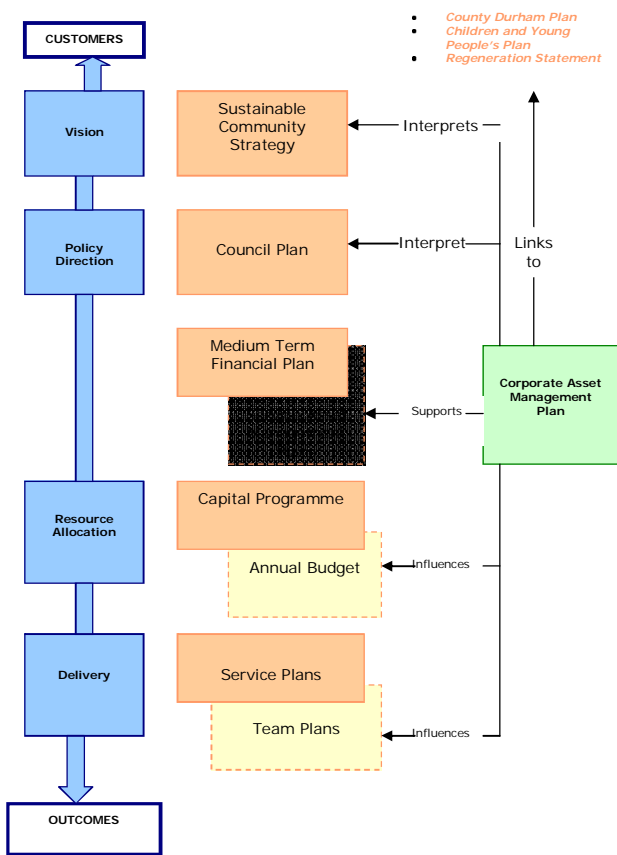 • County Durham Plan
• Children and Young
People's Plan
• Regeneration Statement
CUSTOMERS
Vision
Sustainable
Community
Strategy
Interprets
Policy
Direction
Council Plan
Interpret
Links
to
Medium Term
Financial Plan
Supports
Corporate Asset
Management
Plan
Resource
Allocation
Capital Programme
Annual Budget
Influences
Delivery
Service Plans
Team Plans
Influences
OUTCOMES